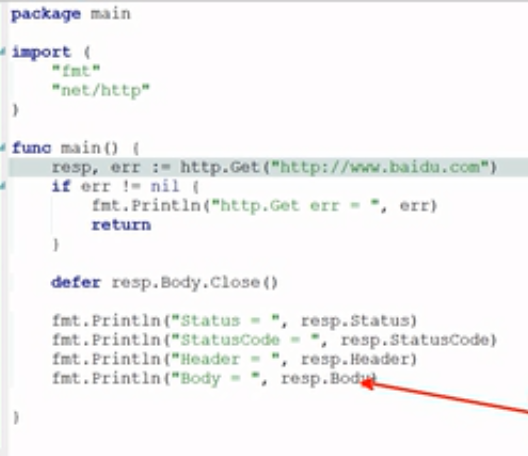 package main
import (
"fmt"
"net/http"
)
func main() {
resp, err := http.Get("http://www.baidu.com")
if err != nil {
fmt.Println("http.Get err = ", err)
return
}
defer resp.Body.Close()
fmt.Println("Status = ", resp.Status)
fmt.Println("StatusCode = ", resp.StatusCode)
fmt.Println("Header = ", resp.Header)
fmt.Println("Body = ", resp.Body)
}